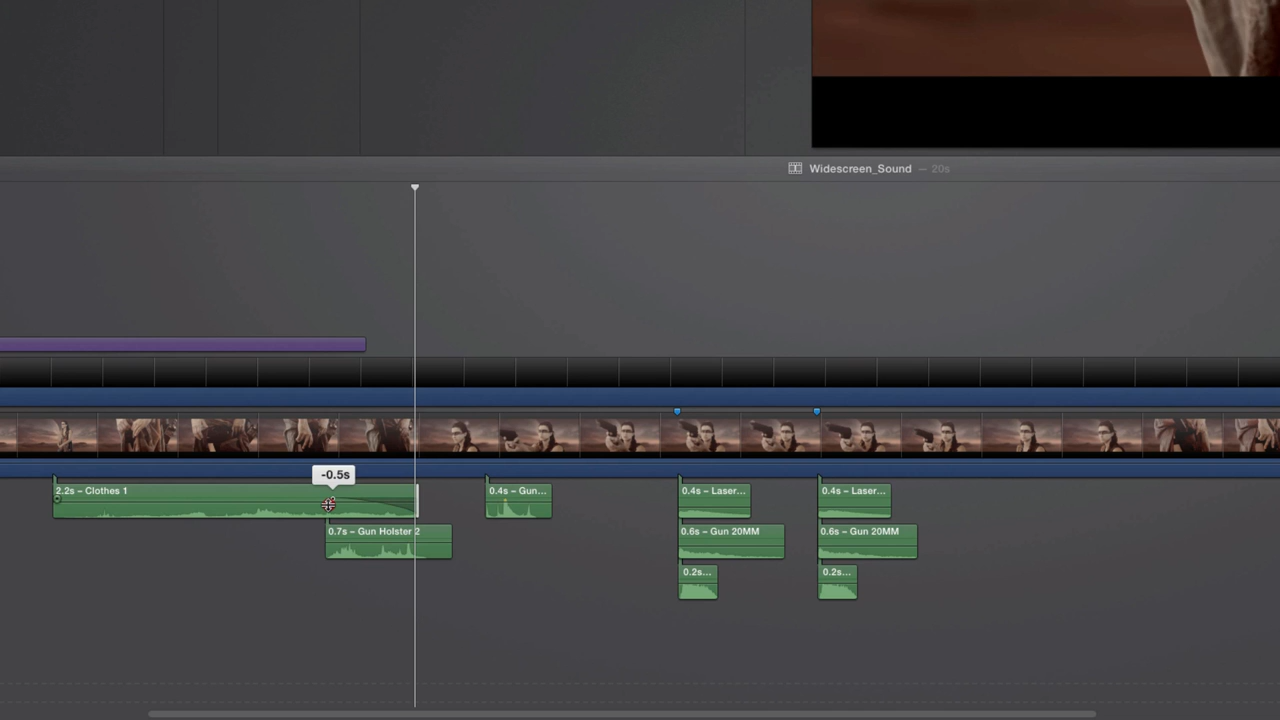 Widescreen_Sound — 20s
-0.5s
2.2s – Clothes 1
0.4s – Gun...
0.4s – Laser...
0.4s – Laser...
0.7s – Gun Holster 2
0.6s – Gun 20MM
0.6s – Gun 20MM
0.2s...
0.2s...